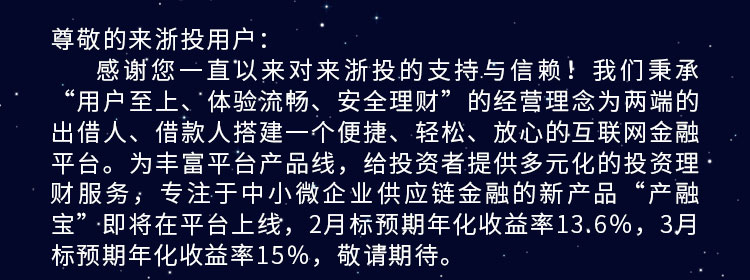 尊敬的来浙投用户：
感谢您一直以来对来浙投的支持与信赖！我们秉承
“用户至上、体验流畅、安全理财”的经营理念为两端的
出借人、借款人搭建一个便捷、轻松、放心的互联网金融
平台。为丰富平台产品线，给投资者提供多元化的投资理
财服务，专注于中小微企业供应链金融的新产品“产融
宝”即将在平台上线，2月标预期年化收益率13.6%，3月
标预期年化收益率15%，敬请期待。